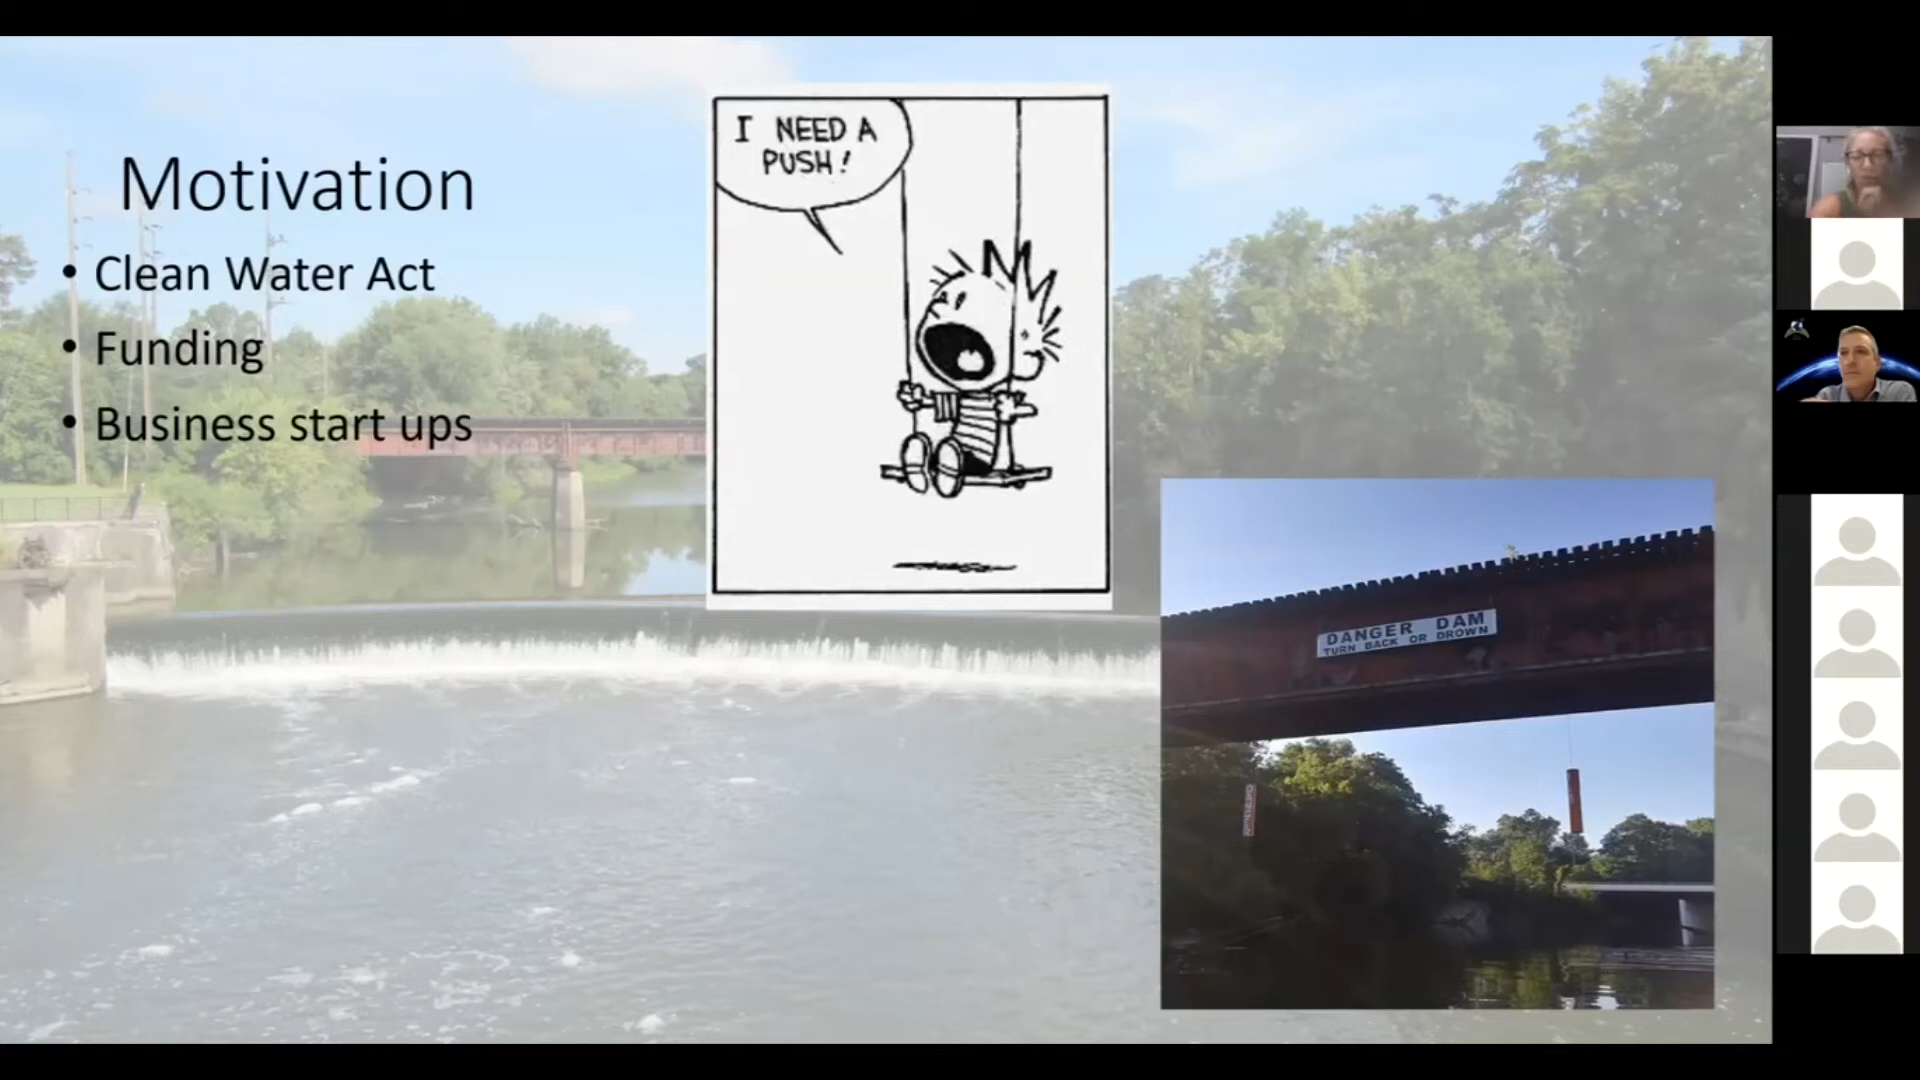 Motivation
• Clean Water Act
• Funding
• Business start ups
I NEED A
PUSH!
DANGER DAM
TURN BACK OR DROWN